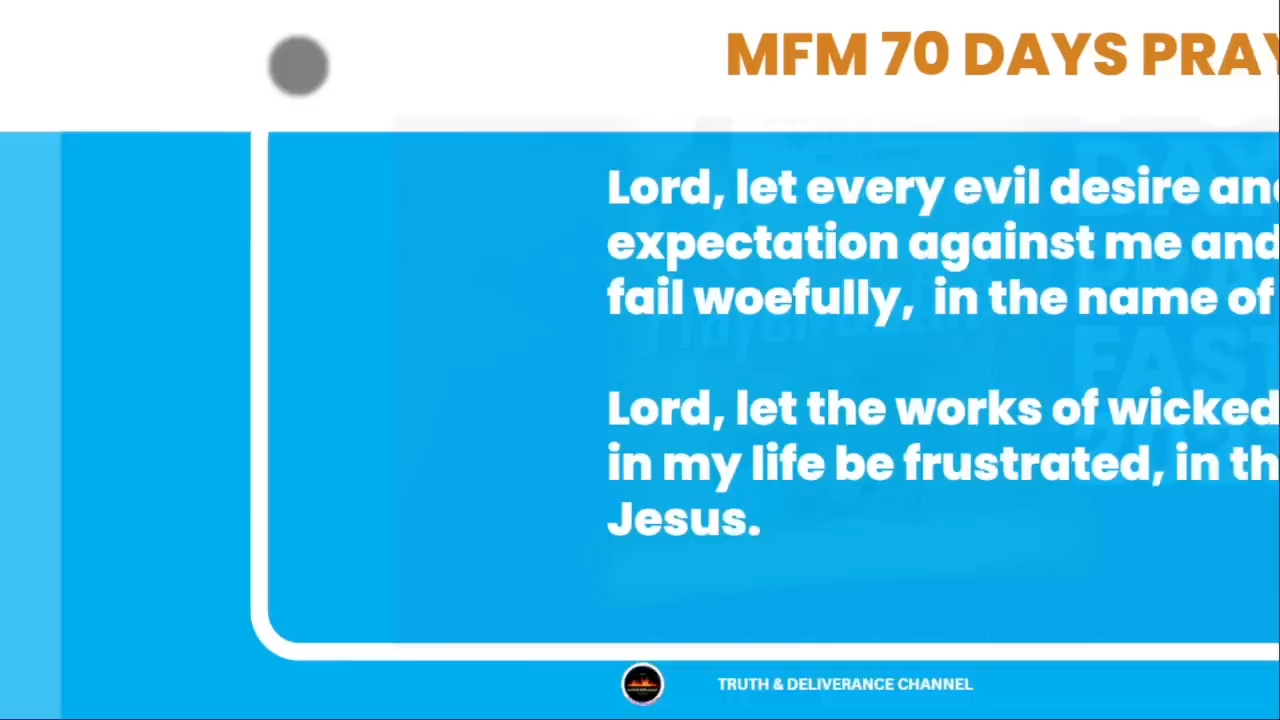 MFM 70 DAYS PRAY
Lord, let every evil desire and
expectation against me and
fail woefully, in the name of
Lord, let the works of wicked
in my life be frustrated, in th
Jesus.
TRUTH & DELIVERANCE CHANNEL